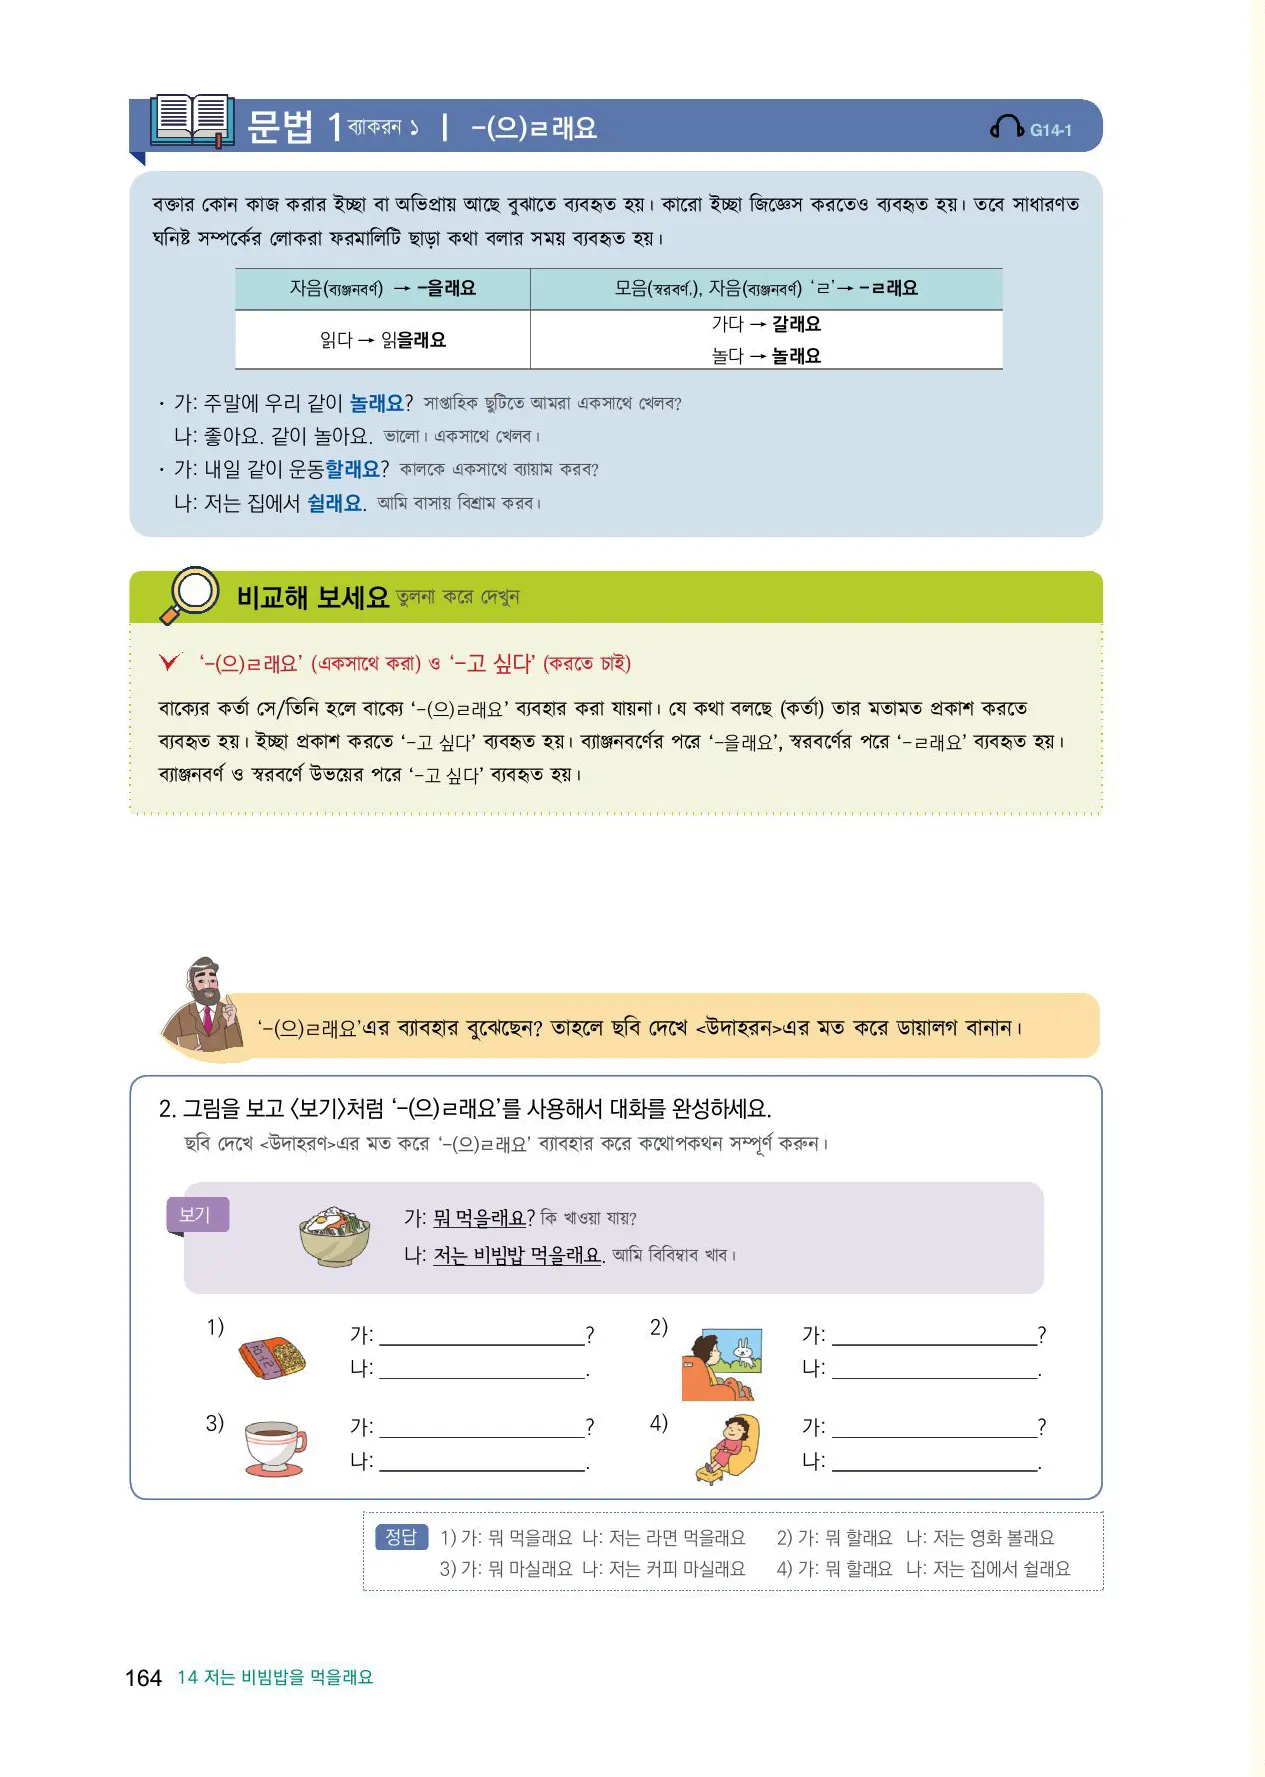 문법 1 ব্যাকরন ১ | -(으)ㄹ래요 G14-1
বক্তার কোন কাজ করার ইচ্ছা বা অভিপ্রায় আছে বুঝাতে ব্যবহৃত হয়। কারো ইচ্ছা জিজ্ঞেস করতেও ব্যবহৃত হয়। তবে সাধারণত
ঘনিষ্ট সম্পর্কের লোকরা ফরমালিটি ছাড়া কথা বলার সময় ব্যবহৃত হয়।
자음(ব্যঞ্জনবর্ণ) → -을래요 모음(স্বরবর্ণ.), 자음(ব্যঞ্জনবর্ণ) ‘ㄹ’→ -ㄹ래요
읽다 → 읽을래요 가다 → 갈래요
놀다 → 놀래요
· 가: 주말에 우리 같이 놀래요? সাপ্তাহিক ছুটিতে আমরা একসাথে খেলব?
나: 좋아요. 같이 놀아요. ভালো। একসাথে খেলব।
· 가: 내일 같이 운동할래요? কালকে একসাথে ব্যায়াম করব?
나: 저는 집에서 쉴래요. আমি বাসায় বিশ্রাম করব।
비교해 보세요 তুলনা করে দেখুন
‘-(으)ㄹ래요’ (একসাথে করা) ও ‘-고 싶다’ (করতে চাই)
বাক্যের কর্তা সে/তিনি হলে বাক্যে ‘-(으)ㄹ래요’ ব্যবহার করা যায়না। যে কথা বলছে (কর্তা) তার মতামত প্রকাশ করতে
ব্যবহৃত হয়। ইচ্ছা প্রকাশ করতে ‘-고 싶다’ ব্যবহৃত হয়। ব্যাঞ্জনবর্ণের পরে ‘-을래요’, স্বরবর্ণের পরে ‘-ㄹ래요’ ব্যবহৃত হয়।
ব্যাঞ্জনবর্ণ ও স্বরবর্ণে উভয়ের পরে ‘-고 싶다’ ব্যবহৃত হয়।
‘-(으)ㄹ래요’এর ব্যাবহার বুঝেছেন? তাহলে ছবি দেখে <উদাহরন>এর মত করে ডায়ালগ বানান।
2. 그림을 보고 〈보기〉처럼 ‘-(으)ㄹ래요’를 사용해서 대화를 완성하세요.
ছবি দেখে <উদাহরণ>এর মত করে ‘-(으)ㄹ래요’ ব্যাবহার করে কথোপকথন সম্পূর্ণ করুন।
보기
가: 뭐 먹을래요? কি খাওয়া যায়?
나: 저는 비빔밥 먹을래요. আমি বিবিম্বাব খাব।
1) 가: ____________________? 2) 가: ____________________?
나: ____________________. 나: ____________________.
3) 가: ____________________? 4) 가: ____________________?
나: ____________________. 나: ____________________.
정답 1) 가: 뭐 먹을래요 나: 저는 라면 먹을래요 2) 가: 뭐 할래요 나: 저는 영화 볼래요
3) 가: 뭐 마실래요 나: 저는 커피 마실래요 4) 가: 뭐 할래요 나: 저는 집에서 쉴래요
164 14 저는 비빔밥을 먹을래요